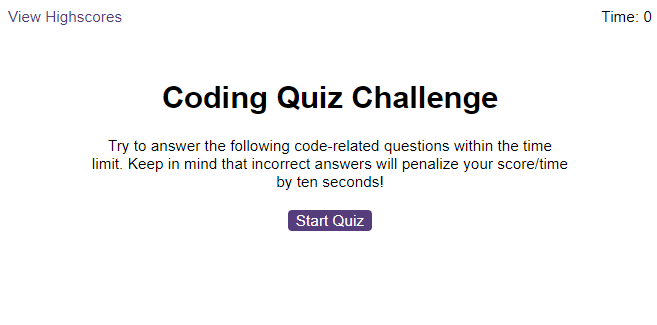 View Highscores
Time: 0
Coding Quiz Challenge
Try to answer the following code-related questions within the time
limit. Keep in mind that incorrect answers will penalize your score/time
by ten seconds!
Start Quiz